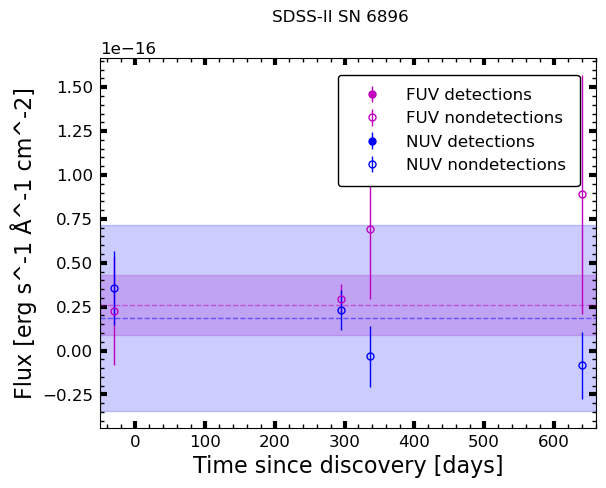 SDSS-II SN 6896
1e−16
Flux [erg s^-1 Å^-1 cm^-2]
1.50
1.25
1.00
0.75
0.50
0.25
0.00
−0.25
FUV detections
FUV nondetections
NUV detections
NUV nondetections
0 100 200 300 400 500 600
Time since discovery [days]